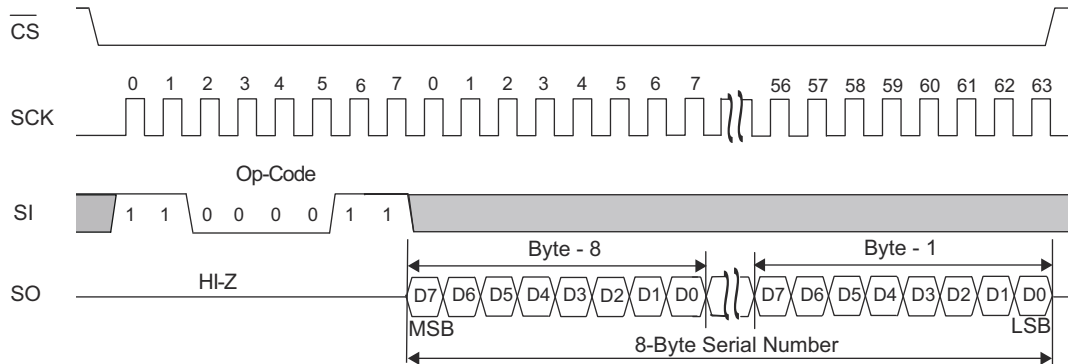 CS
0 1 2 3 4 5 6 7 0 1 2 3 4 5 6 7 56 57 58 59 60 61 62 63
SCK
Op-Code
SI 1 1 0 0 0 0 1 1
Byte - 8 Byte - 1
HI-Z
SO D7 D6 D5 D4 D3 D2 D1 D0 D7 D6 D5 D4 D3 D2 D1 D0
MSB LSB
8-Byte Serial Number